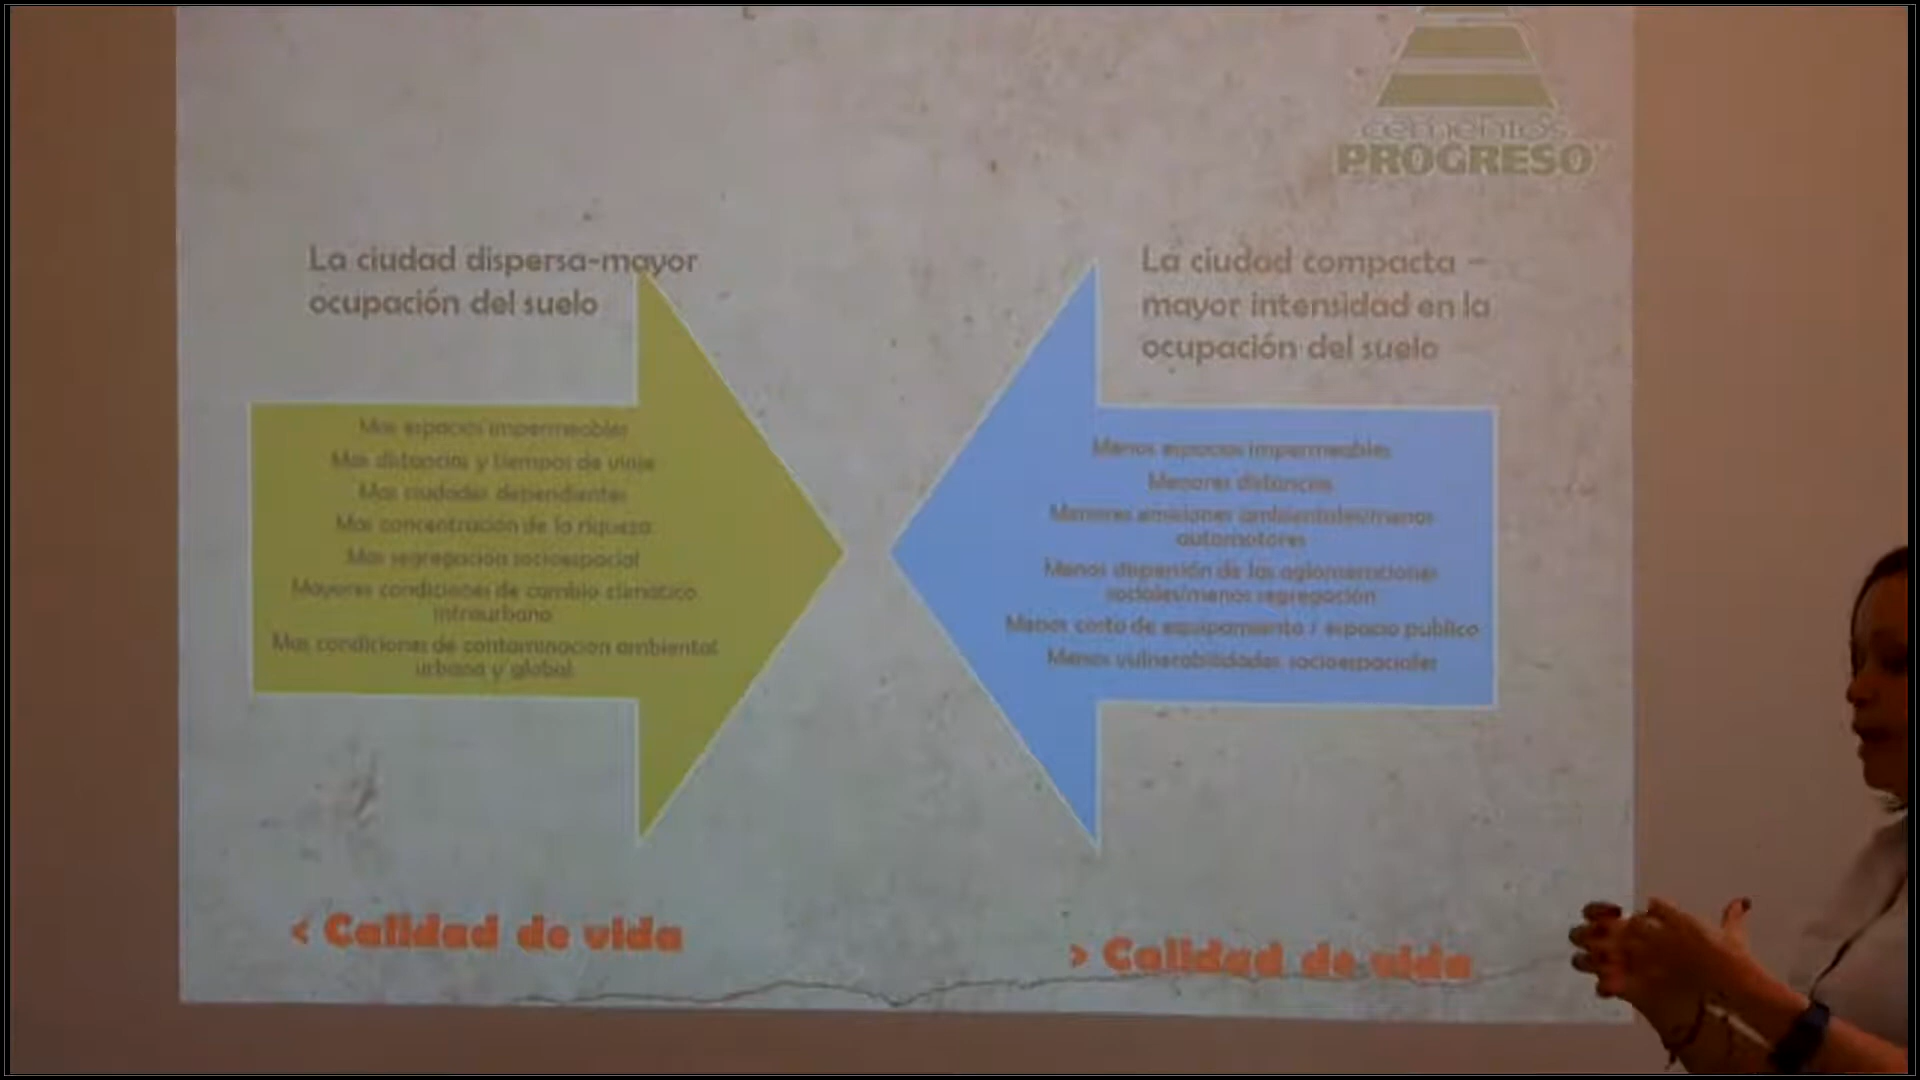 cementos
PROGRESO
La ciudad dispersa-mayor
ocupación del suelo
Mas espacios impermeables
Mas distancias y tiempos de viaje
Mas ciudades dependientes
Mas concentración de la riqueza
Mas segregación socioespacial
Mayores condiciones de cambio climático
intraurbano
Mas condiciones de contaminacion ambiental
urbana y global
< Calidad de vida
La ciudad compacta –
mayor intensidad en la
ocupación del suelo
Menos espacios impermeables
Menores distancias
Menores emisiones ambientales/menos
automotores
Menos dispersión de las aglomeraciones
sociales/menos segregación
Menos costo de equipamiento / espacio publico
Menos vulnerabilidades socioespaciales
> Calidad de vida